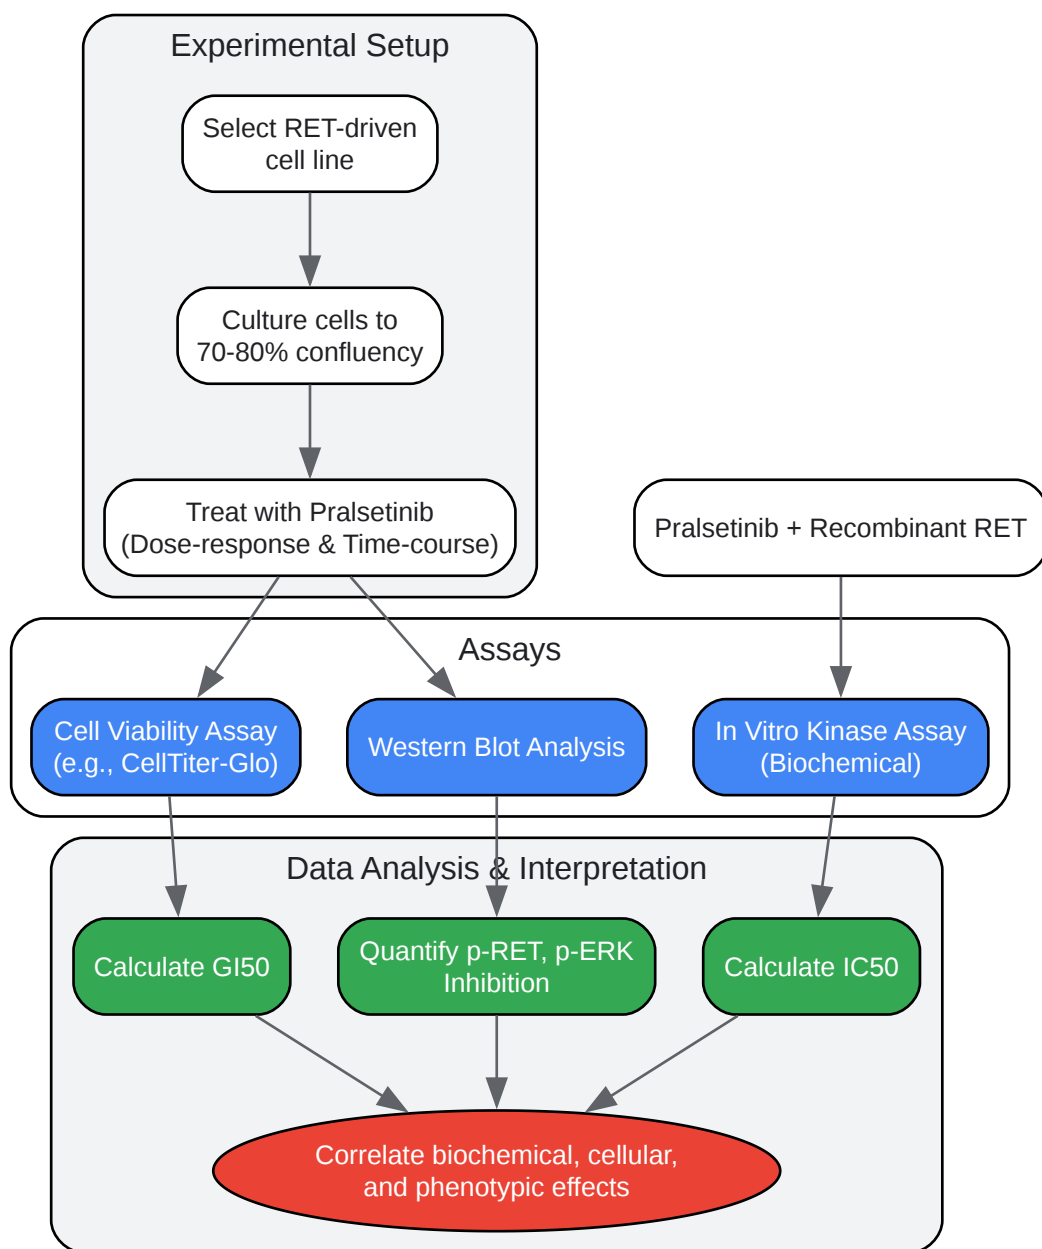 Experimental Setup
Select RET-driven
cell line
Culture cells to
70-80% confluency
Treat with Pralsetinib
(Dose-response & Time-course)
Pralsetinib + Recombinant RET
Assays
Cell Viability Assay
(e.g., CellTiter-Glo)
Western Blot Analysis
In Vitro Kinase Assay
(Biochemical)
Data Analysis & Interpretation
Calculate GI50
Quantify p-RET, p-ERK
Inhibition
Calculate IC50
Correlate biochemical, cellular,
and phenotypic effects